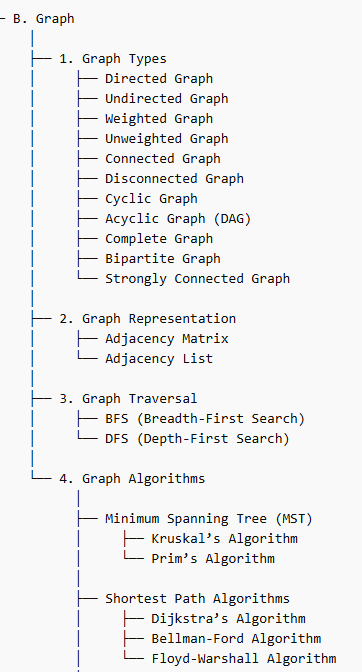 B. Graph
1. Graph Types
Directed Graph
Undirected Graph
Weighted Graph
Unweighted Graph
Connected Graph
Disconnected Graph
Cyclic Graph
Acyclic Graph (DAG)
Complete Graph
Bipartite Graph
Strongly Connected Graph
2. Graph Representation
Adjacency Matrix
Adjacency List
3. Graph Traversal
BFS (Breadth-First Search)
DFS (Depth-First Search)
4. Graph Algorithms
Minimum Spanning Tree (MST)
Kruskal’s Algorithm
Prim’s Algorithm
Shortest Path Algorithms
Dijkstra’s Algorithm
Bellman-Ford Algorithm
Floyd-Warshall Algorithm